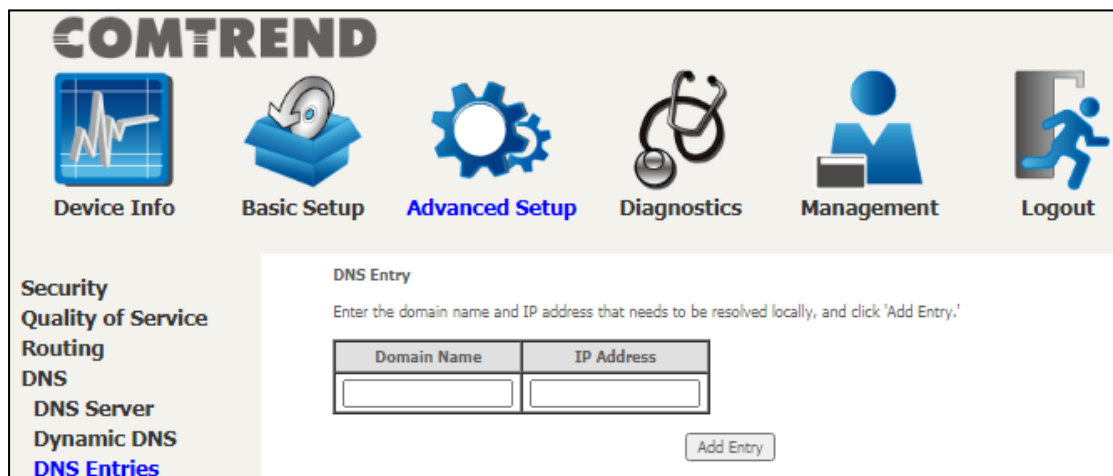 COMTREND
Device Info Basic Setup Advanced Setup Diagnostics Management Logout
Security
Quality of Service
Routing
DNS
DNS Server
Dynamic DNS
DNS Entries
DNS Entry
Enter the domain name and IP address that needs to be resolved locally, and click 'Add Entry.'
Domain Name IP Address
Add Entry